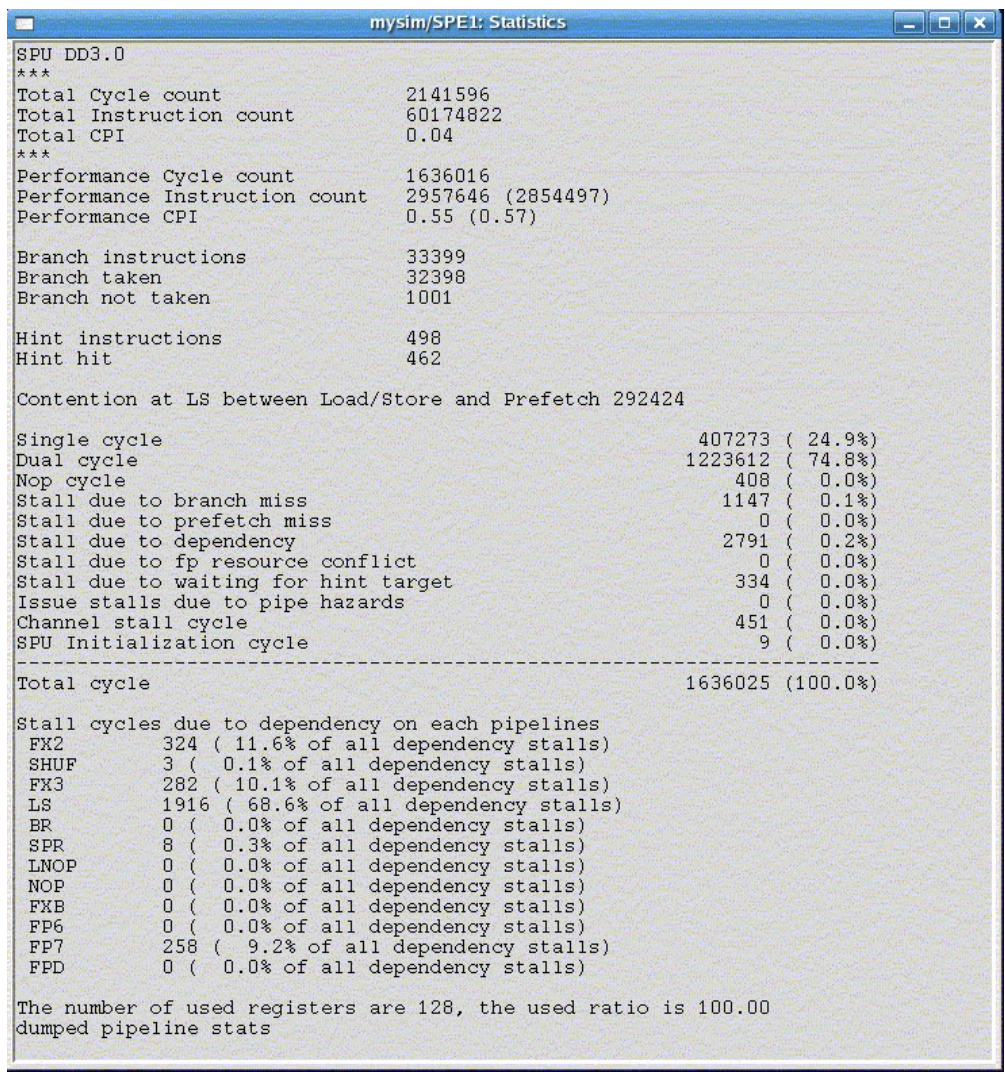 mysim/SPE1: Statistics
SPU DD3.0
***
Total Cycle count 2141596
Total Instruction count 60174822
Total CPI 0.04
***
Performance Cycle count 1636016
Performance Instruction count 2957646 (2854497)
Performance CPI 0.55 (0.57)
Branch instructions 33399
Branch taken 32398
Branch not taken 1001
Hint instructions 498
Hint hit 462
Contention at LS between Load/Store and Prefetch 292424
Single cycle 407273 ( 24.9%)
Dual cycle 1223612 ( 74.8%)
Nop cycle 408 ( 0.0%)
Stall due to branch miss 1147 ( 0.1%)
Stall due to prefetch miss 0 ( 0.0%)
Stall due to dependency 2791 ( 0.2%)
Stall due to fp resource conflict 0 ( 0.0%)
Stall due to waiting for hint target 334 ( 0.0%)
Issue stalls due to pipe hazards 0 ( 0.0%)
Channel stall cycle 451 ( 0.0%)
SPU Initialization cycle 9 ( 0.0%)
-----------------------------------------------------------------------
Total cycle 1636025 (100.0%)
Stall cycles due to dependency on each pipelines
FX2 324 ( 11.6% of all dependency stalls)
SHUF 3 ( 0.1% of all dependency stalls)
FX3 282 ( 10.1% of all dependency stalls)
LS 1916 ( 68.6% of all dependency stalls)
BR 0 ( 0.0% of all dependency stalls)
SPR 8 ( 0.3% of all dependency stalls)
LNOP 0 ( 0.0% of all dependency stalls)
NOP 0 ( 0.0% of all dependency stalls)
FXB 0 ( 0.0% of all dependency stalls)
FP6 0 ( 0.0% of all dependency stalls)
FP7 258 ( 9.2% of all dependency stalls)
FPD 0 ( 0.0% of all dependency stalls)
The number of used registers are 128, the used ratio is 100.00
dumped pipeline stats